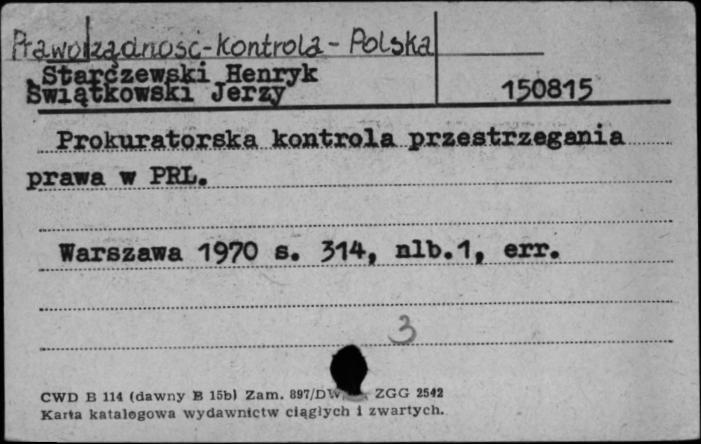 Praworządność-kontrola-Polska
Starczewski Henryk
Świątkowski Jerzy
150815
Prokuratorska kontrola przestrzegania
prawa w PRL.
Warszawa 1970 s. 314, nlb.1, err.
3
CWD B 114 (dawny B 15b) Zam. 897/DW ZGG 2542
Karta katalogowa wydawnictw ciągłych i zwartych.